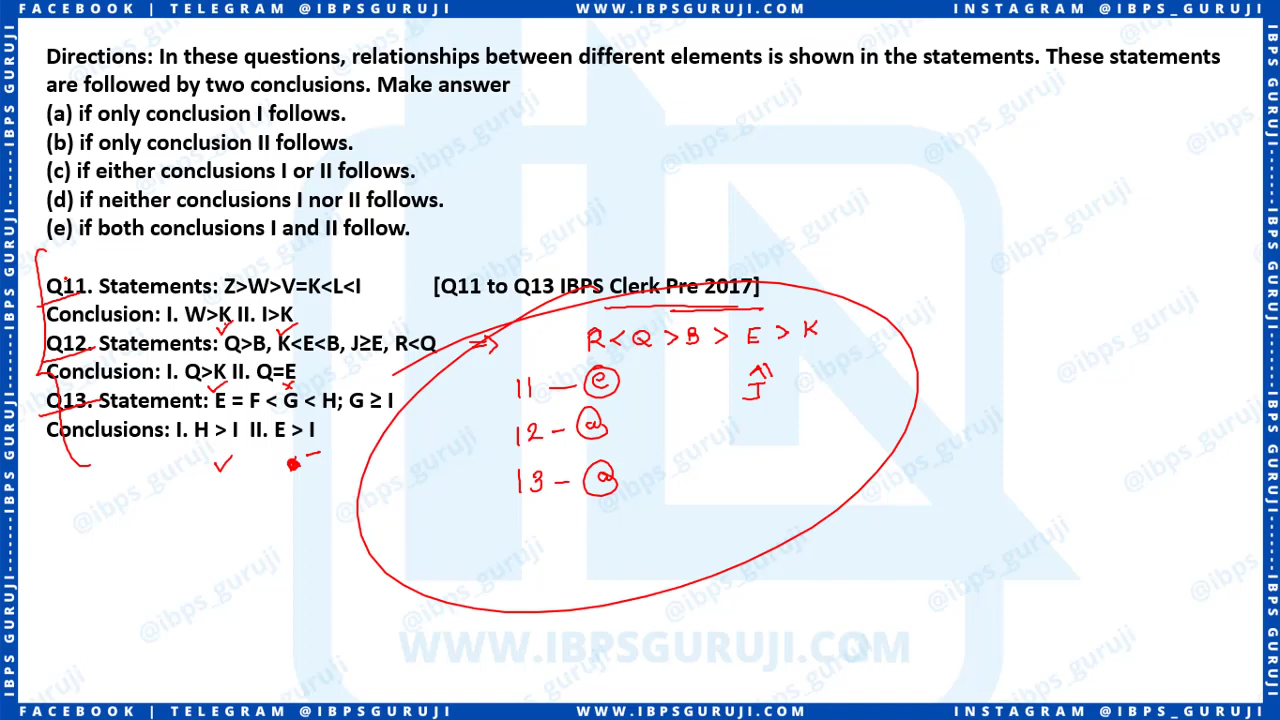 FACEBOOK | TELEGRAM @IBPSGURUJI WWW.IBPSGURUJI.COM INSTAGRAM @IBPS_GURUJI
Directions: In these questions, relationships between different elements is shown in the statements. These statements
are followed by two conclusions. Make answer
(a) if only conclusion I follows.
(b) if only conclusion II follows.
(c) if either conclusions I or II follows.
(d) if neither conclusions I nor II follows.
(e) if both conclusions I and II follow.
Q11. Statements: Z>W>V=K<L<I [Q11 to Q13 IBPS Clerk Pre 2017]
Conclusion: I. W>K II. I>K
Q12. Statements: Q>B, K<E<B, J≥E, R<Q ⇒ R < Q > B > E > K
J
Conclusion: I. Q>K II. Q=E
Q13. Statement: E = F < G < H; G ≥ I
Conclusions: I. H > I II. E > I
11 - e
12 - a
13 - a
WWW.IBPSGURUJI.COM
@ibps_guruji
IBPS GURUJI------IBPS GURUJI------IBPS GURUJI------IBPS GURUJI
IBPS GURUJI------IBPS GURUJI------IBPS GURUJI------IBPS GURUJI
FACEBOOK | TELEGRAM @IBPSGURUJI WWW.IBPSGURUJI.COM INSTAGRAM @IBPS_GURUJI